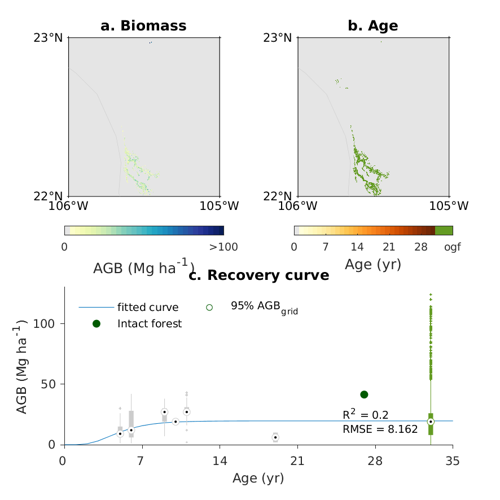 a. Biomass
b. Age
23°N
22°N
106°W
105°W
23°N
22°N
106°W
105°W
0
>100
AGB (Mg ha-1)
0
7
14
21
28
ogf
Age (yr)
c. Recovery curve
fitted curve
95% AGBgrid
Intact forest
AGB (Mg ha-1)
100
50
0
R2 = 0.2
RMSE = 8.162
0
7
14
21
28
35
Age (yr)